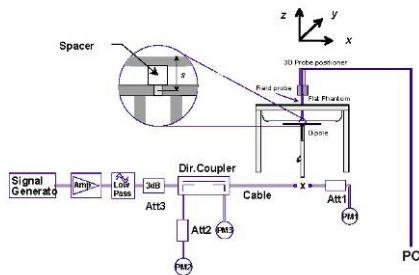 z
y
x
Spacer
s
3D Probe positioner
Field probe
Flat Phantom
Dipole
Signal
Generato
Amp
Low
Pass
3dB
Att3
Dir.Coupler
Cable
x
Att1
PM1
Att2
PM3
PM2
PC